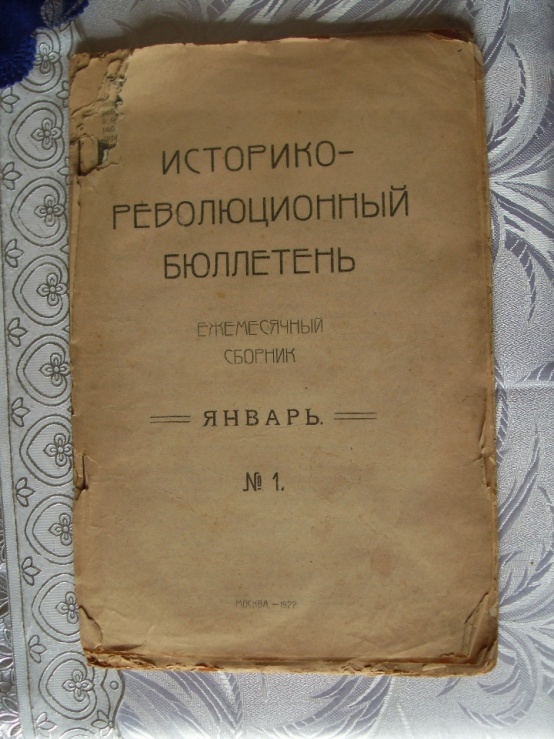 ИСТОРИКО-
РЕВОЛЮЦИОННЫЙ
БЮЛЛЕТЕНЬ
ЕЖЕМЕСЯЧНЫЙ
СБОРНИК
ЯНВАРЬ.
№ 1.
МОСКВА.—1922